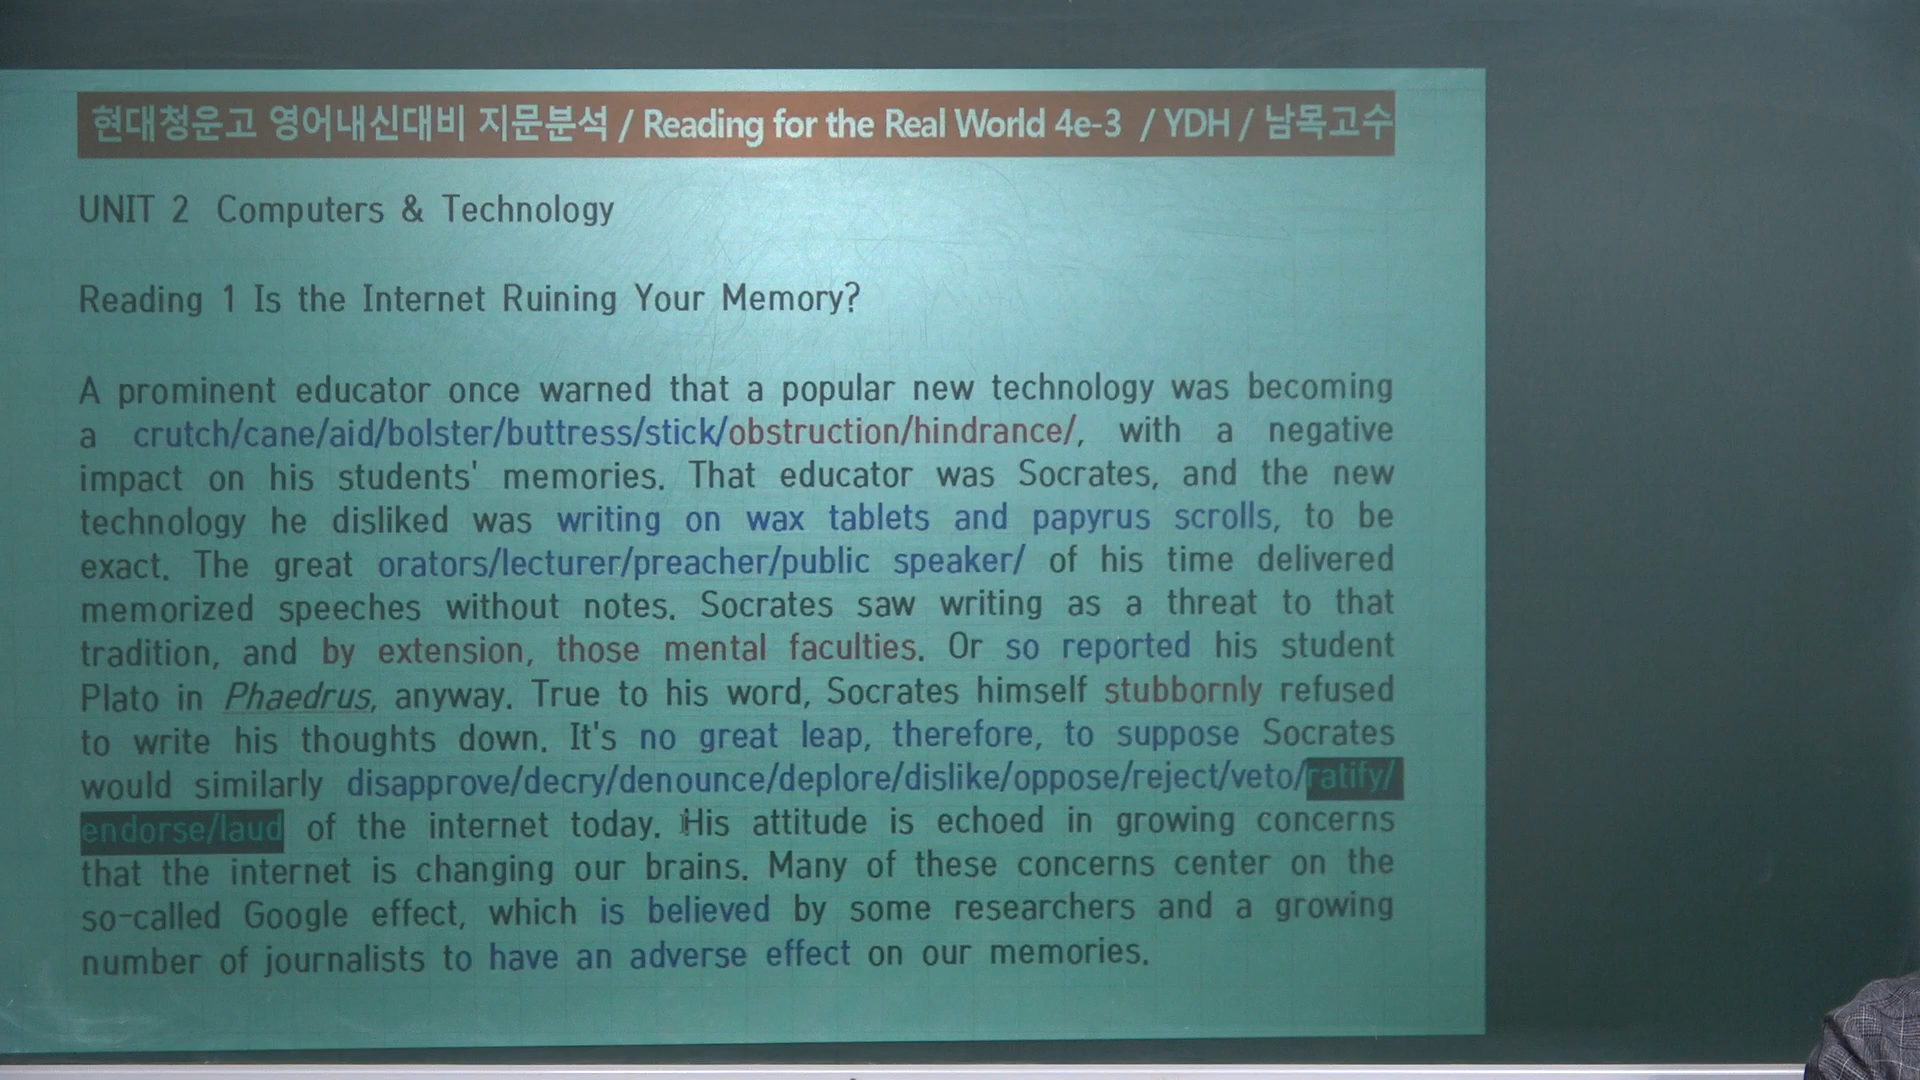 현대청운고 영어내신대비 지문분석 / Reading for the Real World 4e-3 / YDH / 남목고수
UNIT 2 Computers & Technology
Reading 1 Is the Internet Ruining Your Memory?
A prominent educator once warned that a popular new technology was becoming
a crutch/cane/aid/bolster/buttress/stick/obstruction/hindrance/, with a negative
impact on his students' memories. That educator was Socrates, and the new
technology he disliked was writing on wax tablets and papyrus scrolls, to be
exact. The great orators/lecturer/preacher/public speaker/ of his time delivered
memorized speeches without notes. Socrates saw writing as a threat to that
tradition, and by extension, those mental faculties. Or so reported his student
Plato in Phaedrus, anyway. True to his word, Socrates himself stubbornly refused
to write his thoughts down. It's no great leap, therefore, to suppose Socrates
would similarly disapprove/decry/denounce/deplore/dislike/oppose/reject/veto/ratify/
endorse/laud of the internet today. His attitude is echoed in growing concerns
that the internet is changing our brains. Many of these concerns center on the
so-called Google effect, which is believed by some researchers and a growing
number of journalists to have an adverse effect on our memories.